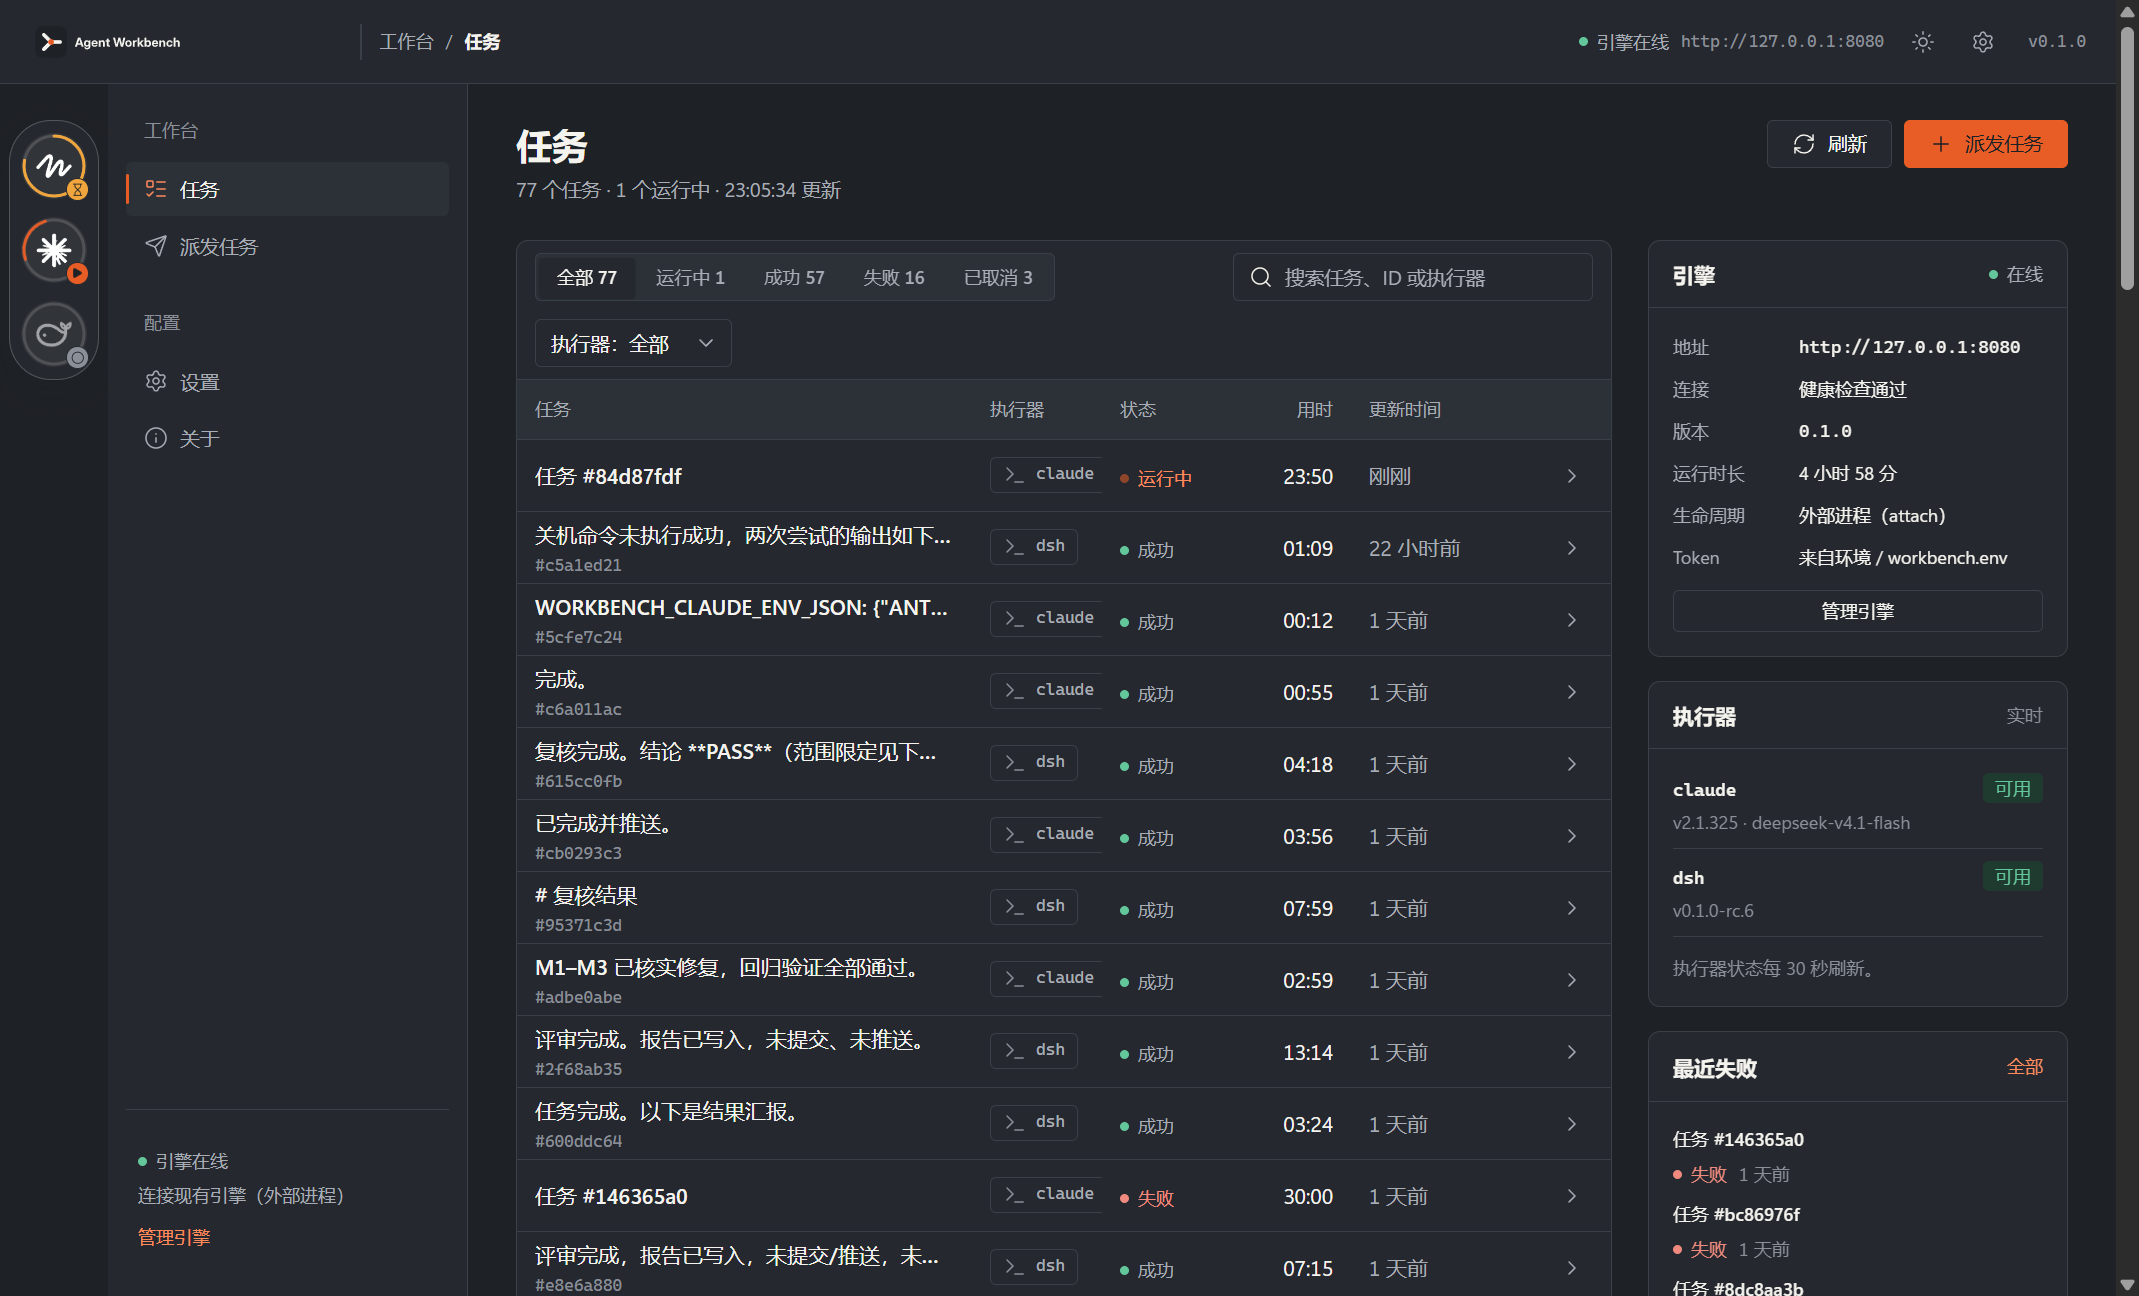 Agent Workbench
工作台 / 任务
引擎在线 http://127.0.0.1:8080
v0.1.0
工作台
任务
派发任务
配置
设置
关于
引擎在线
连接现有引擎（外部进程）
管理引擎
任务
77 个任务 · 1 个运行中 · 23:05:34 更新
刷新
派发任务
全部 77 运行中 1 成功 57 失败 16 已取消 3
搜索任务、ID 或执行器
执行器：全部
任务 执行器 状态 用时 更新时间
任务 #84d87fdf >_ claude 运行中 23:50 刚刚
关机命令未执行成功，两次尝试的输出如下... >_ dsh 成功 01:09 22 小时前
#c5a1ed21
WORKBENCH_CLAUDE_ENV_JSON: {"ANT... >_ claude 成功 00:12 1 天前
#5cfe7c24
完成。 >_ claude 成功 00:55 1 天前
#c6a011ac
复核完成。结论 **PASS**（范围限定见下... >_ dsh 成功 04:18 1 天前
#615cc0fb
已完成并推送。 >_ claude 成功 03:56 1 天前
#cb0293c3
# 复核结果 >_ dsh 成功 07:59 1 天前
#95371c3d
M1–M3 已核实修复，回归验证全部通过。 >_ claude 成功 02:59 1 天前
#adbe0abe
评审完成。报告已写入，未提交、未推送。 >_ dsh 成功 13:14 1 天前
#2f68ab35
任务完成。以下是结果汇报。 >_ dsh 成功 03:24 1 天前
#600ddc64
任务 #146365a0 >_ claude 失败 30:00 1 天前
评审完成，报告已写入，未提交/推送，未... >_ dsh 成功 07:15 1 天前
#e8e6a880
引擎 在线
地址 http://127.0.0.1:8080
连接 健康检查通过
版本 0.1.0
运行时长 4 小时 58 分
生命周期 外部进程（attach）
Token 来自环境 / workbench.env
管理引擎
执行器 实时
claude 可用
v2.1.325 · deepseek-v4.1-flash
dsh 可用
v0.1.0-rc.6
执行器状态每 30 秒刷新。
最近失败 全部
任务 #146365a0
失败 1 天前
任务 #bc86976f
失败 1 天前
任务 #8dc8aa3b